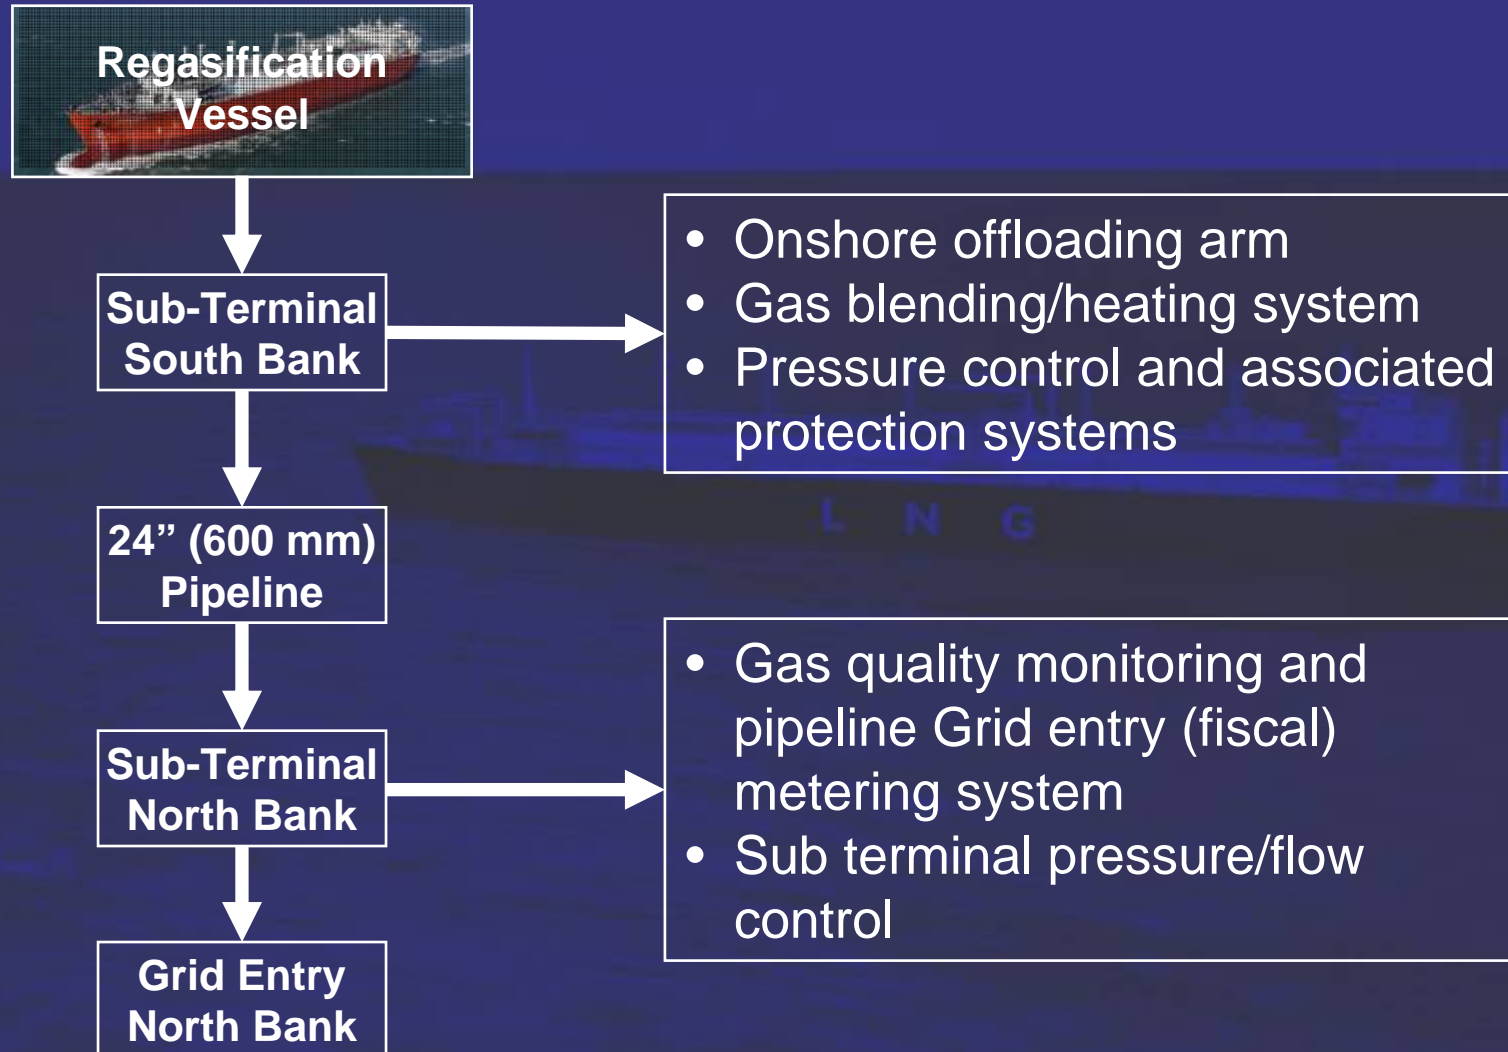 Regasification
Vessel
Sub-Terminal
South Bank
• Onshore offloading arm
• Gas blending/heating system
• Pressure control and associated
protection systems
L N G
24” (600 mm)
Pipeline
Sub-Terminal
North Bank
• Gas quality monitoring and
pipeline Grid entry (fiscal)
metering system
• Sub terminal pressure/flow
control
Grid Entry
North Bank